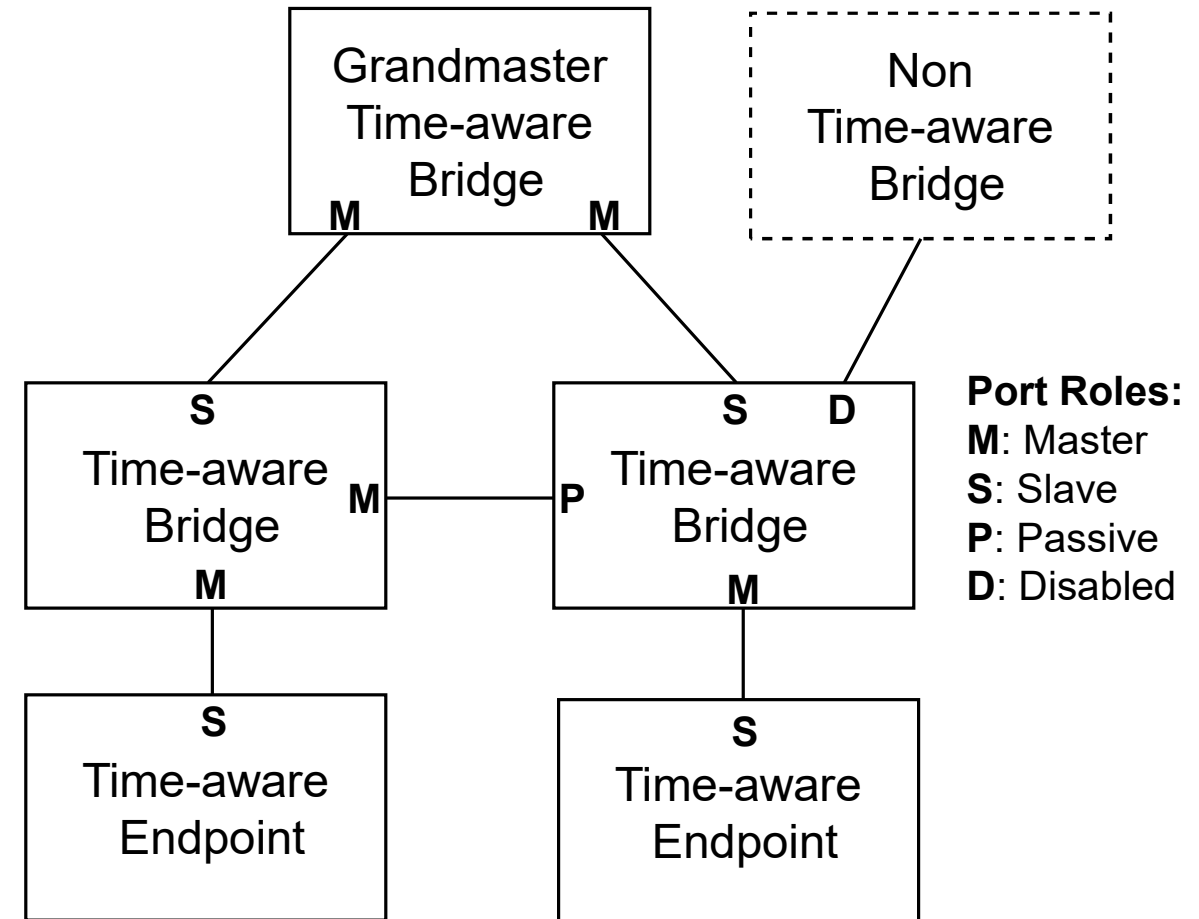 Grandmaster
Time-aware
Bridge
M M
Non
Time-aware
Bridge
S
Time-aware
Bridge
M
M
S D
Time-aware
Bridge
P
M
Port Roles:
M: Master
S: Slave
P: Passive
D: Disabled
S
Time-aware
Endpoint
S
Time-aware
Endpoint